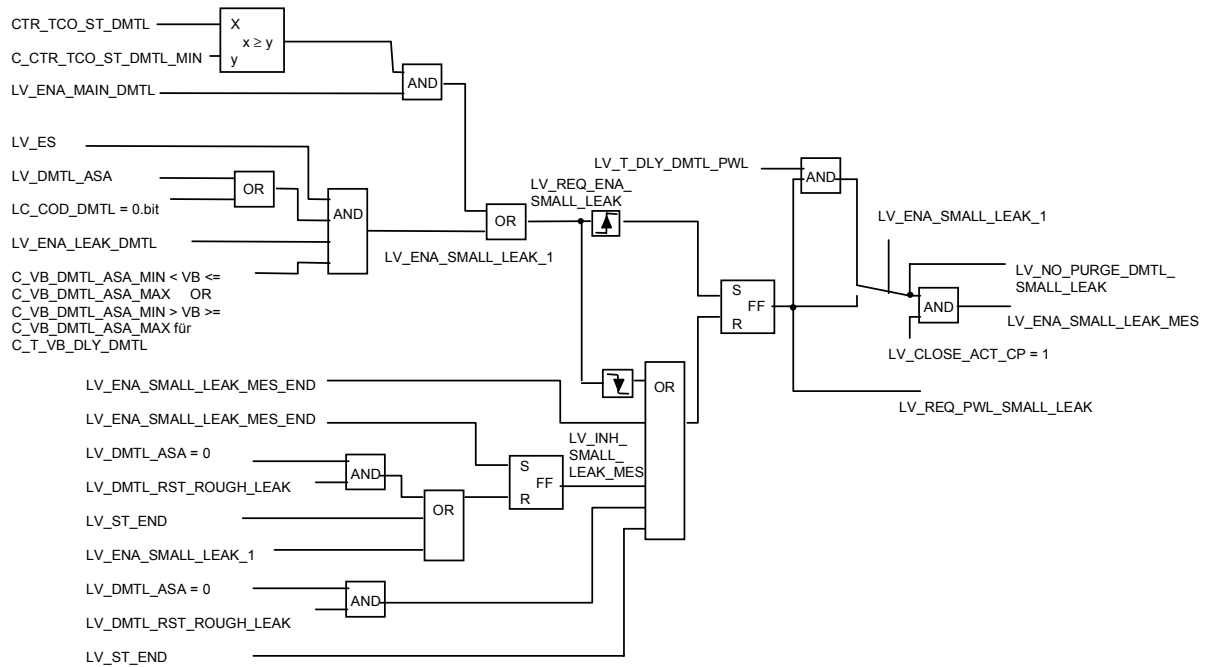 CTR_TCO_ST_DMTL
X
x ≥ y
C_CTR_TCO_ST_DMTL_MIN
y
AND
LV_ENA_MAIN_DMTL
LV_ES
LV_DMTL_ASA
OR
LC_COD_DMTL = 0.bit
AND
LV_ENA_LEAK_DMTL
C_VB_DMTL_ASA_MIN < VB <=
C_VB_DMTL_ASA_MAX OR
C_VB_DMTL_ASA_MIN > VB >=
C_VB_DMTL_ASA_MAX für
C_T_VB_DLY_DMTL
LV_ENA_SMALL_LEAK_1
OR
LV_REQ_ENA_
SMALL_LEAK
LV_T_DLY_DMTL_PWL
AND
LV_ENA_SMALL_LEAK_1
S
FF
R
LV_NO_PURGE_DMTL_
SMALL_LEAK
AND
LV_ENA_SMALL_LEAK_MES
LV_CLOSE_ACT_CP = 1
LV_REQ_PWL_SMALL_LEAK
LV_ENA_SMALL_LEAK_MES_END
OR
LV_ENA_SMALL_LEAK_MES_END
LV_DMTL_ASA = 0
AND
LV_DMTL_RST_ROUGH_LEAK
OR
LV_ST_END
LV_ENA_SMALL_LEAK_1
S
FF
R
LV_INH_
SMALL_
LEAK_MES
LV_DMTL_ASA = 0
AND
LV_DMTL_RST_ROUGH_LEAK
LV_ST_END